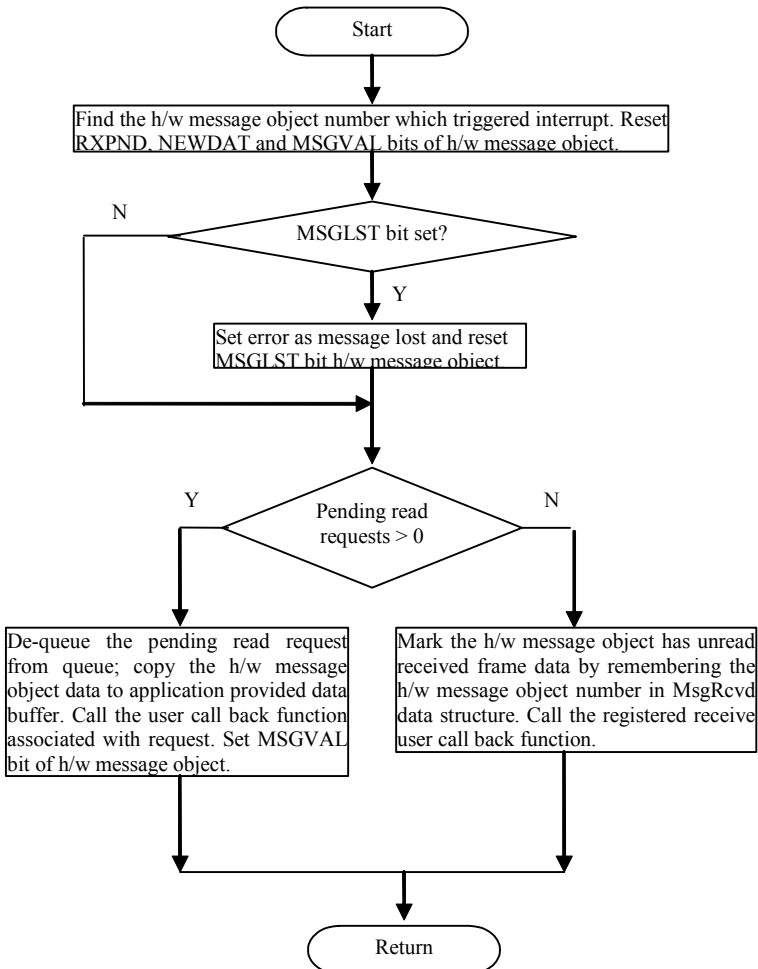 Start
Find the h/w message object number which triggered interrupt. Reset
RXPND, NEWDAT and MSGVAL bits of h/w message object.
N
MSGLST bit set?
Y
Set error as message lost and reset
MSGLST bit h/w message object
Y
N
Pending read
requests > 0
De-queue the pending read request
from queue; copy the h/w message
object data to application provided data
buffer. Call the user call back function
associated with request. Set MSGVAL
bit of h/w message object.
Mark the h/w message object has unread
received frame data by remembering the
h/w message object number in MsgRcvd
data structure. Call the registered receive
user call back function.
Return